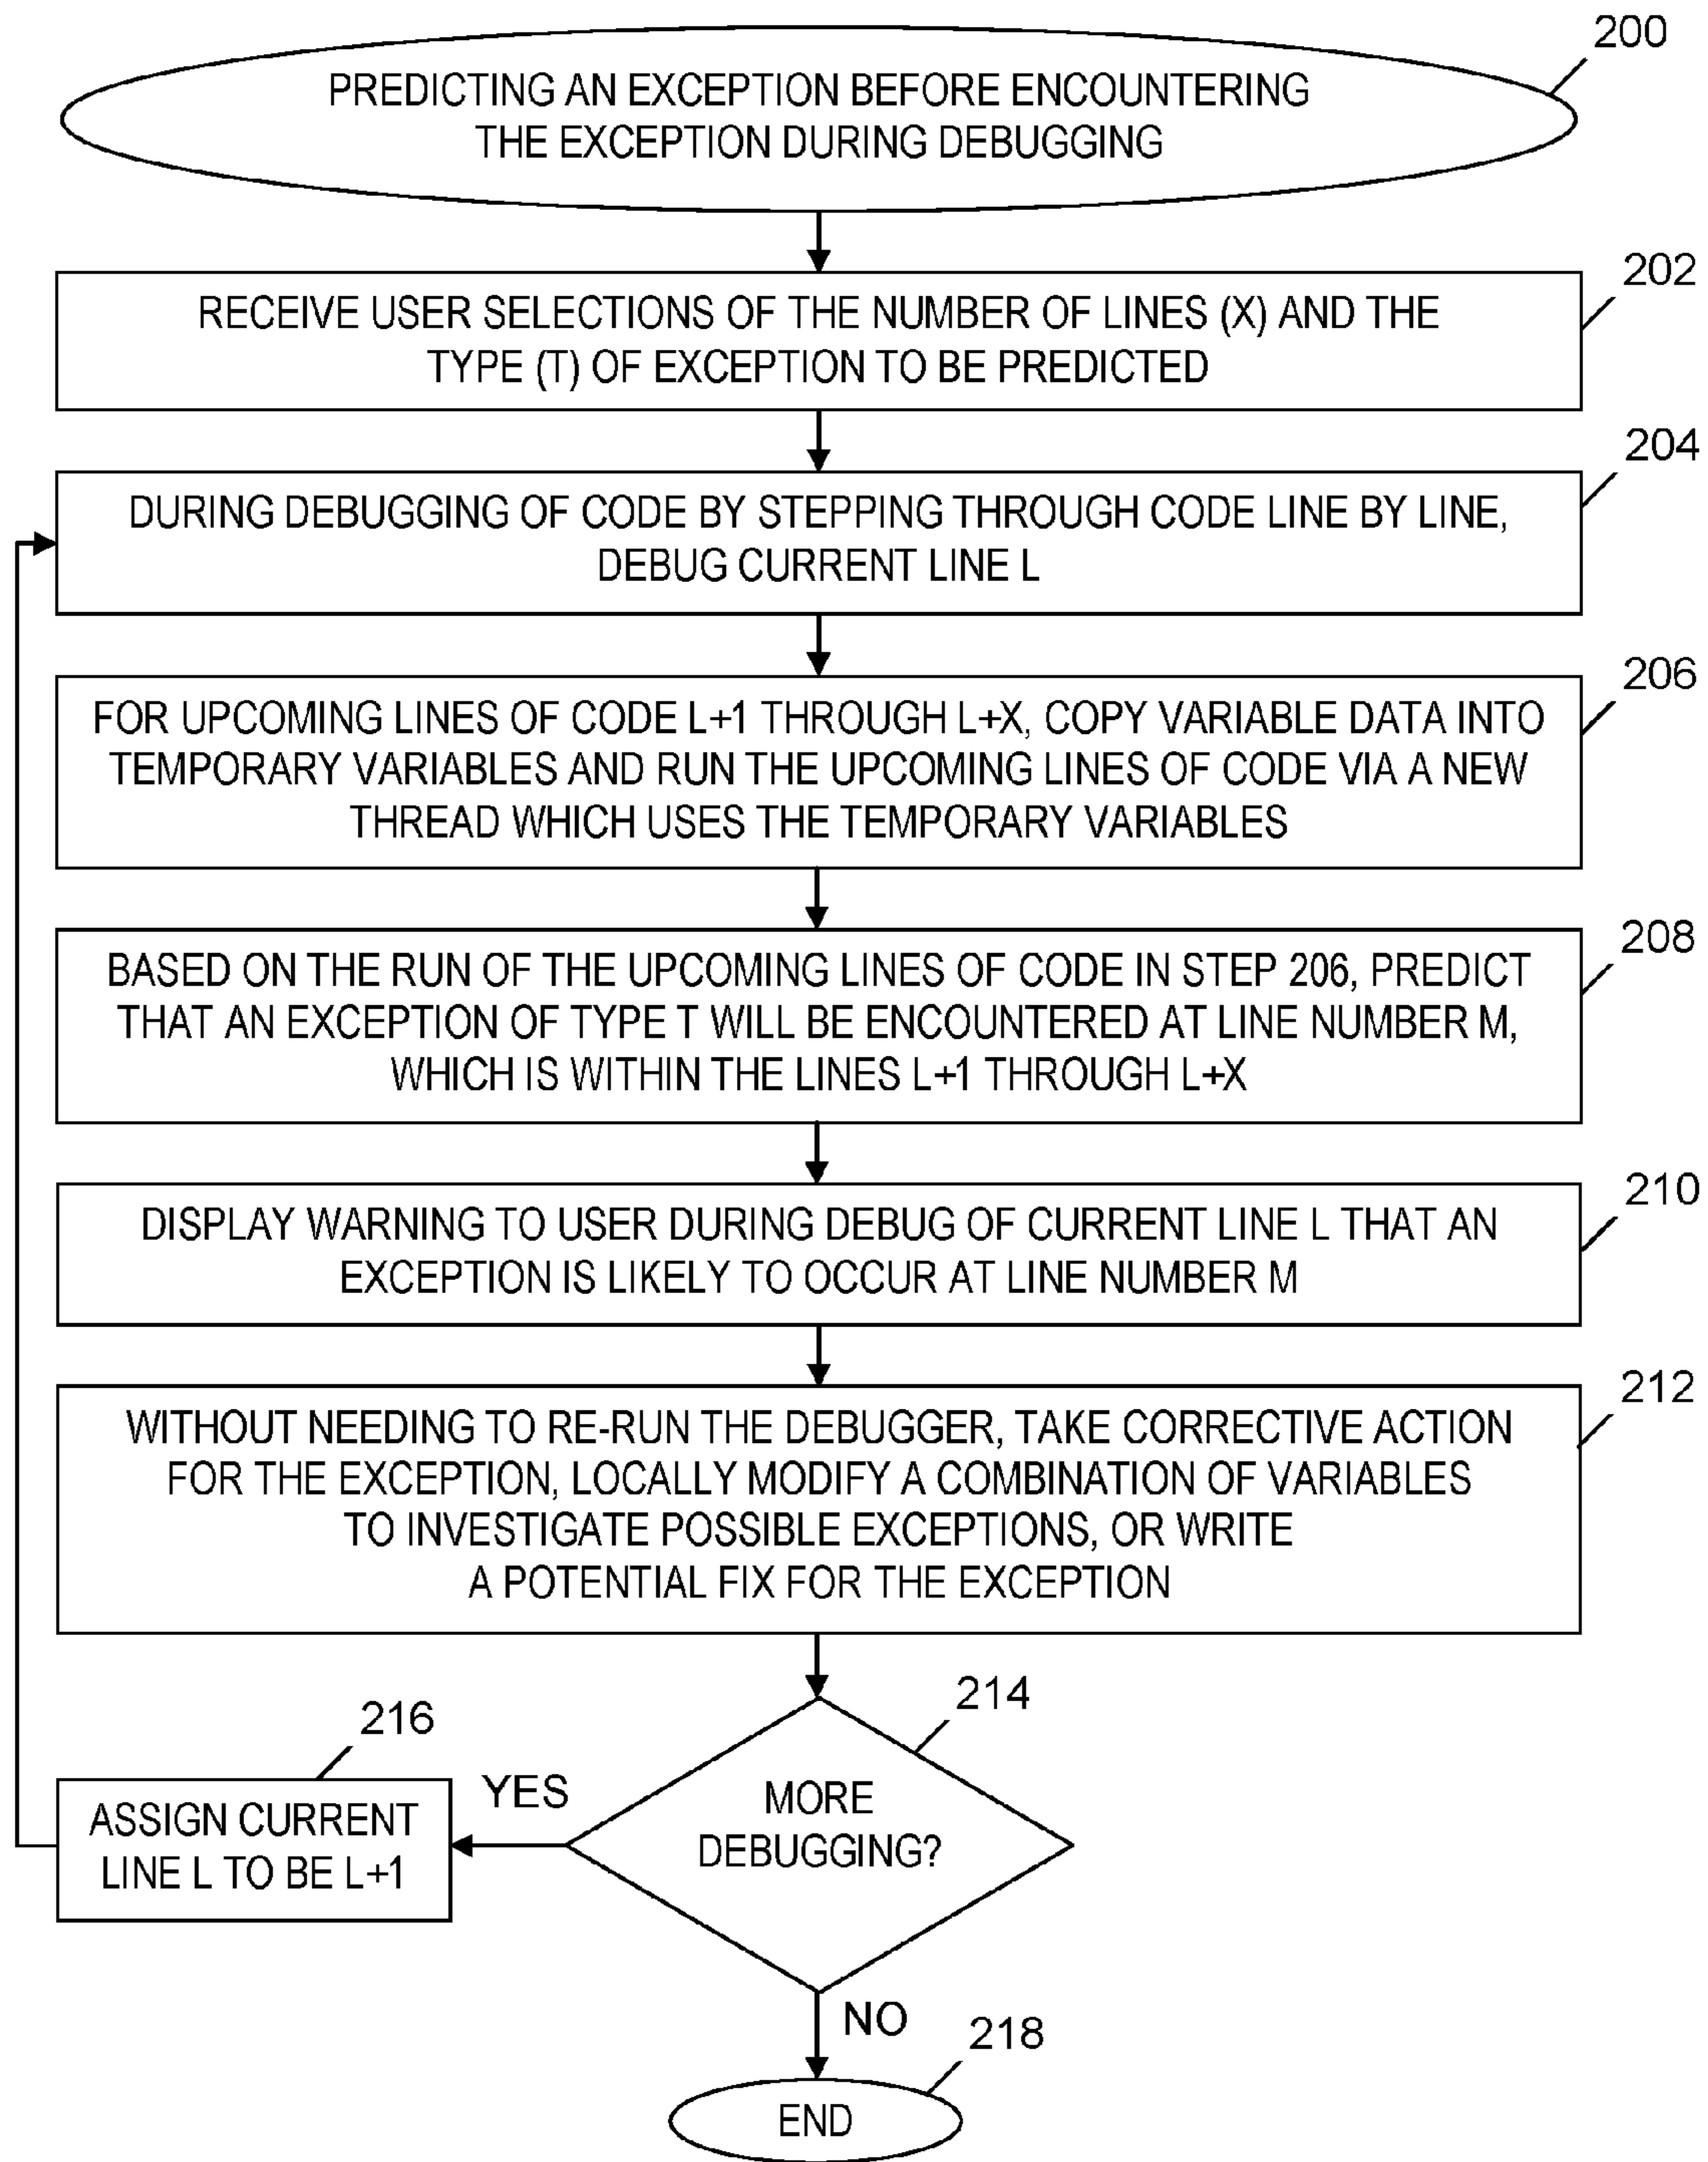 200
PREDICTING AN EXCEPTION BEFORE ENCOUNTERING
THE EXCEPTION DURING DEBUGGING
202
RECEIVE USER SELECTIONS OF THE NUMBER OF LINES (X) AND THE
TYPE (T) OF EXCEPTION TO BE PREDICTED
204
DURING DEBUGGING OF CODE BY STEPPING THROUGH CODE LINE BY LINE,
DEBUG CURRENT LINE L
206
FOR UPCOMING LINES OF CODE L+1 THROUGH L+X, COPY VARIABLE DATA INTO
TEMPORARY VARIABLES AND RUN THE UPCOMING LINES OF CODE VIA A NEW
THREAD WHICH USES THE TEMPORARY VARIABLES
208
BASED ON THE RUN OF THE UPCOMING LINES OF CODE IN STEP 206, PREDICT
THAT AN EXCEPTION OF TYPE T WILL BE ENCOUNTERED AT LINE NUMBER M,
WHICH IS WITHIN THE LINES L+1 THROUGH L+X
210
DISPLAY WARNING TO USER DURING DEBUG OF CURRENT LINE L THAT AN
EXCEPTION IS LIKELY TO OCCUR AT LINE NUMBER M
212
WITHOUT NEEDING TO RE-RUN THE DEBUGGER, TAKE CORRECTIVE ACTION
FOR THE EXCEPTION, LOCALLY MODIFY A COMBINATION OF VARIABLES
TO INVESTIGATE POSSIBLE EXCEPTIONS, OR WRITE
A POTENTIAL FIX FOR THE EXCEPTION
214
MORE
DEBUGGING?
YES
216
ASSIGN CURRENT
LINE L TO BE L+1
NO
218
END